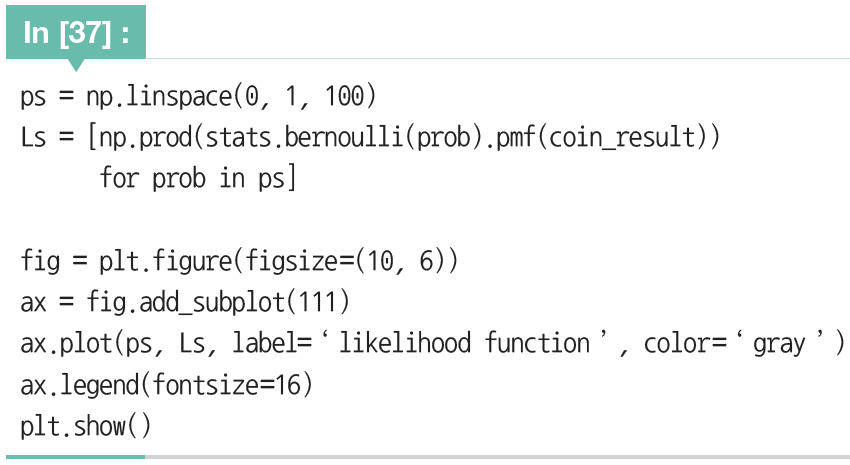 In [37] :
ps = np.linspace(0, 1, 100)
Ls = [np.prod(stats.bernoulli(prob).pmf(coin_result))
      for prob in ps]

fig = plt.figure(figsize=(10, 6))
ax = fig.add_subplot(111)
ax.plot(ps, Ls, label=‘likelihood function’, color=‘gray’)
ax.legend(fontsize=16)
plt.show()